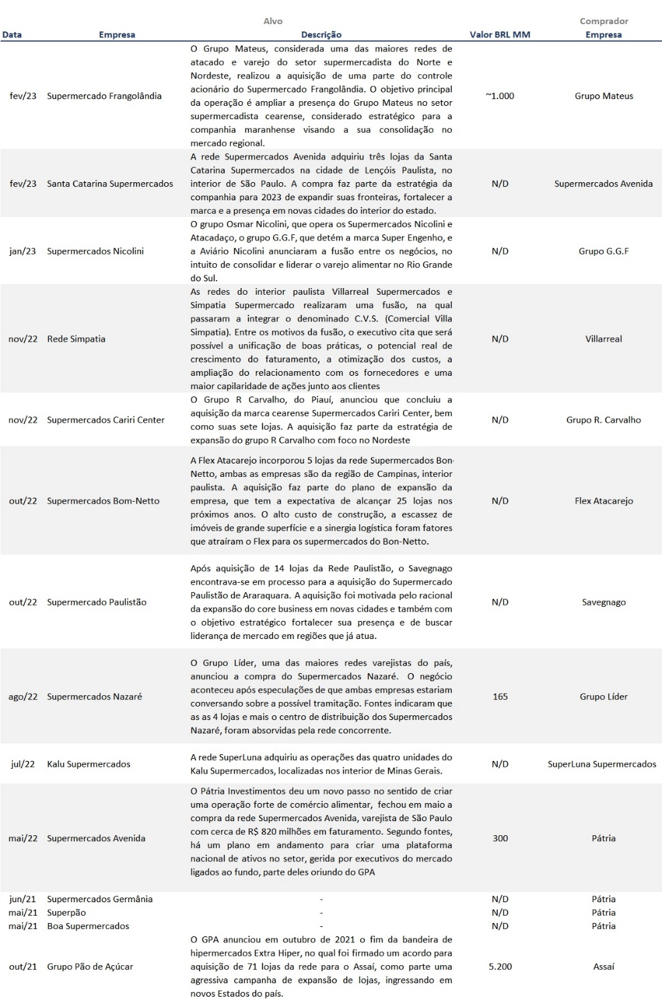 Alvo Comprador
Data Empresa Descrição Valor BRL MM Empresa
O Grupo Mateus, considerada uma das maiores redes de
atacado e varejo do setor supermercadista do Norte e
Nordeste, realizou a aquisição de uma parte do controle
acionário do Supermercado Frangolândia. O objetivo principal
fev/23 Supermercado Frangolândia ~1.000 Grupo Mateus
da operação é ampliar a presença do Grupo Mateus no setor
supermercadista cearense, considerado estratégico para a
companhia maranhense visando a sua consolidação no
mercado regional.
A rede Supermercados Avenida adquiriu três lojas da Santa
Catarina Supermercados na cidade de Lençóis Paulista, no
fev/23 Santa Catarina Supermercados interior de São Paulo. A compra faz parte da estratégia da N/D Supermercados Avenida
companhia para 2023 de expandir suas fronteiras, fortalecer a
marca e a presença em novas cidades do interior do estado.
O grupo Osmar Nicolini, que opera os Supermercados Nicolini e
Atacadaço, o grupo G.G.F, que detém a marca Super Engenho, e
jan/23 Supermercados Nicolini a Aviário Nicolini anunciaram a fusão entre os negócios, no N/D Grupo G.G.F
intuito de consolidar e liderar o varejo alimentar no Rio Grande
do Sul.
As redes do interior paulista Villarreal Supermercados e
Simpatia Supermercado realizaram uma fusão, na qual
passaram a integrar o denominado C.V.S. (Comercial Villa
Simpatia). Entre os motivos da fusão, o executivo cita que será
nov/22 Rede Simpatia N/D Villarreal
possível a unificação de boas práticas, o potencial real de
crescimento do faturamento, a otimização dos custos, a
ampliação do relacionamento com os fornecedores e uma
maior capilaridade de ações junto aos clientes
O Grupo R Carvalho, do Piauí, anunciou que concluiu a
aquisição da marca cearense Supermercados Cariri Center, bem
nov/22 Supermercados Cariri Center N/D Grupo R. Carvalho
como suas sete lojas. A aquisição faz parte da estratégia de
expansão do grupo R Carvalho com foco no Nordeste
A Flex Atacarejo incorporou 5 lojas da rede Supermercados Bon-
Netto, ambas as empresas são da região de Campinas, interior
paulista. A aquisição faz parte do plano de expansão da
out/22 Supermercados Bom-Netto empresa, que tem a expectativa de alcançar 25 lojas nos N/D Flex Atacarejo
próximos anos. O alto custo de construção, a escassez de
imóveis de grande superfície e a sinergia logística foram fatores
que atraíram o Flex para os supermercados do Bon-Netto.
Após aquisição de 14 lojas da Rede Paulistão, o Savegnago
encontrava-se em processo para a aquisição do Supermercado
Paulistão de Araraquara. A aquisição foi motivada pelo racional
out/22 Supermercado Paulistão N/D Savegnago
da expansão do core business em novas cidades e também com
o objetivo estratégico fortalecer sua presença e de buscar
liderança de mercado em regiões que já atua.
O Grupo Líder, uma das maiores redes varejistas do país,
anunciou a compra do Supermercados Nazaré. O negócio
aconteceu após especulações de que ambas empresas estariam
ago/22 Supermercados Nazaré 165 Grupo Líder
conversando sobre a possível tramitação. Fontes indicaram que
as as 4 lojas e mais o centro de distribuição dos Supermercados
Nazaré, foram absorvidas pela rede concorrente.
A rede SuperLuna adquiriu as operações das quatro unidades do
jul/22 Kalu Supermercados N/D SuperLuna Supermercados
Kalu Supermercados, localizadas nos interior de Minas Gerais.
O Pátria Investimentos deu um novo passo no sentido de criar
uma operação forte de comércio alimentar, fechou em maio a
compra da rede Supermercados Avenida, varejista de São Paulo
mai/22 Supermercados Avenida com cerca de R$ 820 milhões em faturamento. Segundo fontes, 300 Pátria
há um plano em andamento para criar uma plataforma
nacional de ativos no setor, gerida por executivos do mercado
ligados ao fundo, parte deles oriundo do GPA
jun/21 Supermercados Germânia - N/D Pátria
mai/21 Superpão - N/D Pátria
mai/21 Boa Supermercados - N/D Pátria
O GPA anunciou em outubro de 2021 o fim da bandeira de
hipermercados Extra Hiper, no qual foi firmado um acordo para
out/21 Grupo Pão de Açúcar aquisição de 71 lojas da rede para o Assaí, como parte uma 5.200 Assaí
agressiva campanha de expansão de lojas, ingressando em
novos Estados do país.